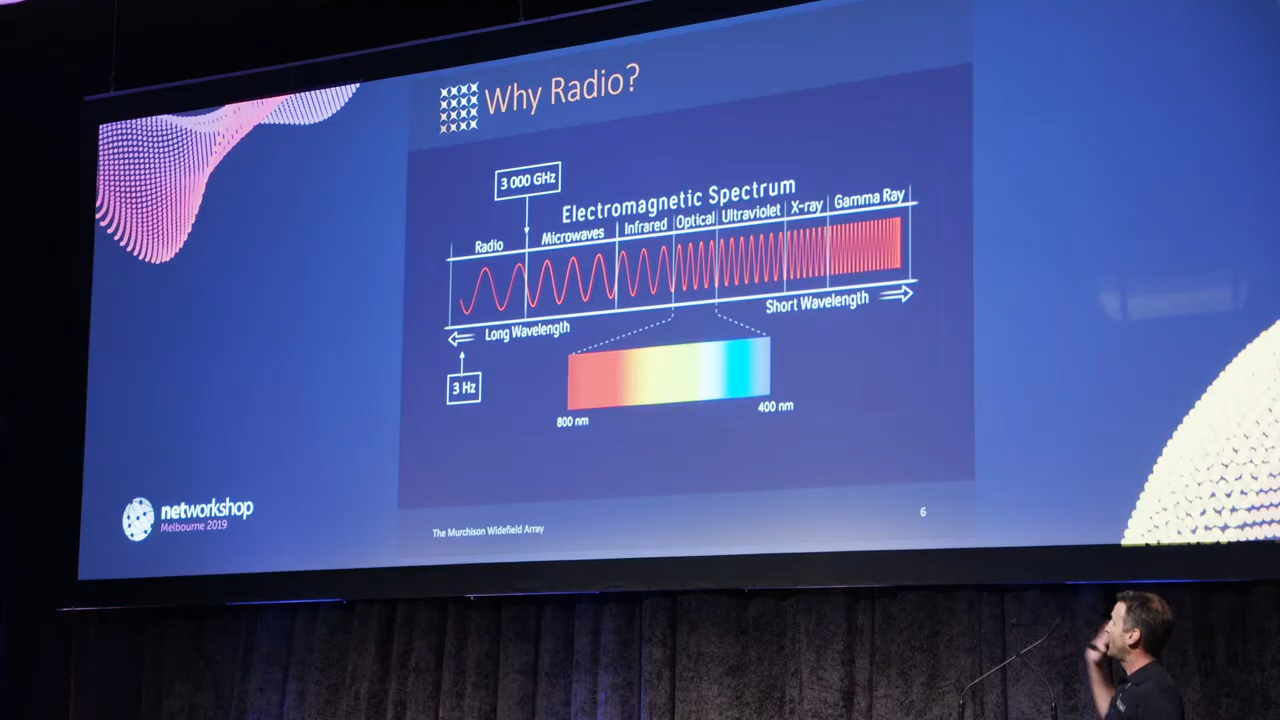 Why Radio?
3 000 GHz
Electromagnetic Spectrum
Radio
Microwaves
Infrared
Optical
Ultraviolet
X-ray
Gamma Ray
Long Wavelength
Short Wavelength
3 Hz
800 nm
400 nm
networkshop
Melbourne 2019
The Murchison Widefield Array
6